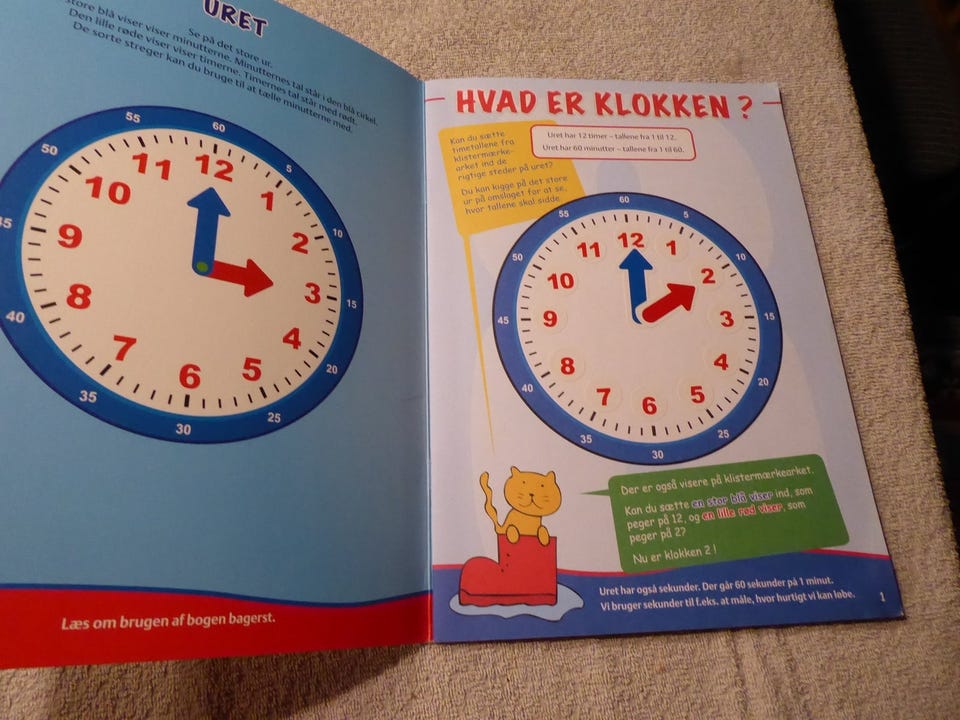 URET
Se på det store ur.
store blå viser viser minutterne. Minutternes tal står i den blå cirkel.
Den lille røde viser viser timerne. Timernes tal står med rødt.
De sorte streger kan du bruge til at tælle minutterne med.
60
5
10
15
20
25
30
35
40
45
50
55
12
1
2
3
4
5
6
7
8
9
10
11
Læs om brugen af bogen bagerst.
HVAD ER KLOKKEN ?
Uret har 12 timer – tallene fra 1 til 12.
Uret har 60 minutter – tallene fra 1 til 60.
Kan du sætte
timetallene fra
klistermærke-
arket ind de
rigtige steder på uret?
Du kan kigge på det store
ur på omslaget for at se,
hvor tallene skal sidde.
60
5
10
15
20
25
30
35
40
45
50
55
12
1
2
3
4
5
6
7
8
9
10
11
Der er også visere på klistermærkearket.
Kan du sætte en stor blå viser ind, som
peger på 12, og en lille rød viser, som
peger på 2?
Nu er klokken 2 !
Uret har også sekunder. Der går 60 sekunder på 1 minut.
Vi bruger sekunder til f.eks. at måle, hvor hurtigt vi kan løbe.
1